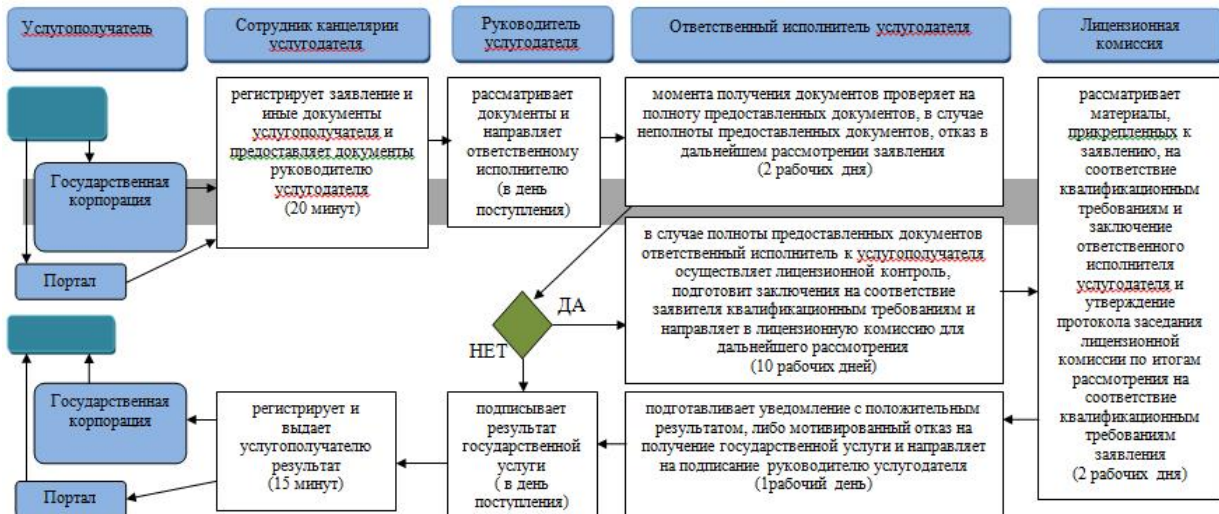 Услугополучатель
Сотрудник канцелярии
услугодателя
Руководитель
услугодателя
Ответственный исполнитель услугодателя
Лицензионная
комиссия
регистрирует заявление и
иные документы
услугополучателя и
предоставляет документы
руководителю
услугодателя
(20 минут)
рассматривает
документы и
направляет
ответственному
исполнителю
(в день
поступления)
момента получения документов проверяет на
полноту предоставленных документов, в случае
неполноты предоставленных документов, отказ в
дальнейшем рассмотрении заявления
(2 рабочих дня)
рассматривает
материалы,
прикрепленных к
заявлению, на
соответствие
квалификационным
требованиям и
заключение
ответственного
исполнителя
услугодателя и
утверждение
протокола заседания
лицензионной
комиссии по итогам
рассмотрения на
соответствие
квалификационным
требованиям
заявления
(2 рабочих дня)
Государственная
корпорация
Портал
в случае полноты предоставленных документов
ответственный исполнитель к услугополучателя
осуществляет лицензионной контроль,
подготовит заключения на соответствие
заявителя квалификационным требованиям и
направляет в лицензионную комиссию для
дальнейшего рассмотрения
(10 рабочих дней)
ДА
НЕТ
Государственная
корпорация
Портал
регистрирует и
выдает
услугополучателю
результат
(15 минут)
подписывает
результат
государственной
услуги
( в день
поступления)
подготавливает уведомление с положительным
результатом, либо мотивированный отказ на
получение государственной услуги и направляет
на подписание руководителю услугодателя
(1рабочий день)